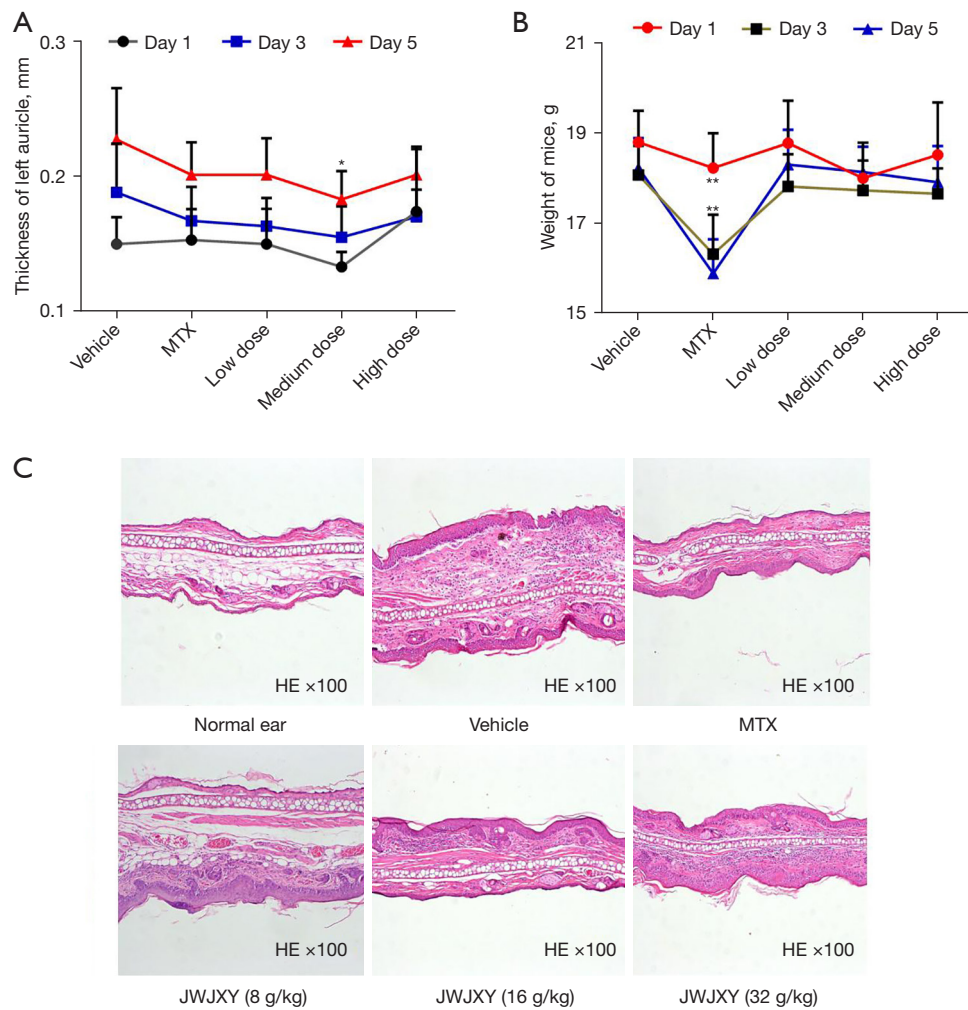 A
Day 1 Day 3 Day 5
Thickness of left auricle, mm
0.3
0.2
0.1
*
Vehicle
MTX
Low dose
Medium dose
High dose
B
Day 1 Day 3 Day 5
Weight of mice, g
21
19
17
15
**
**
Vehicle
MTX
Low dose
Medium dose
High dose
C
HE ×100 HE ×100 HE ×100
Normal ear Vehicle MTX
HE ×100 HE ×100 HE ×100
JWJXY (8 g/kg) JWJXY (16 g/kg) JWJXY (32 g/kg)